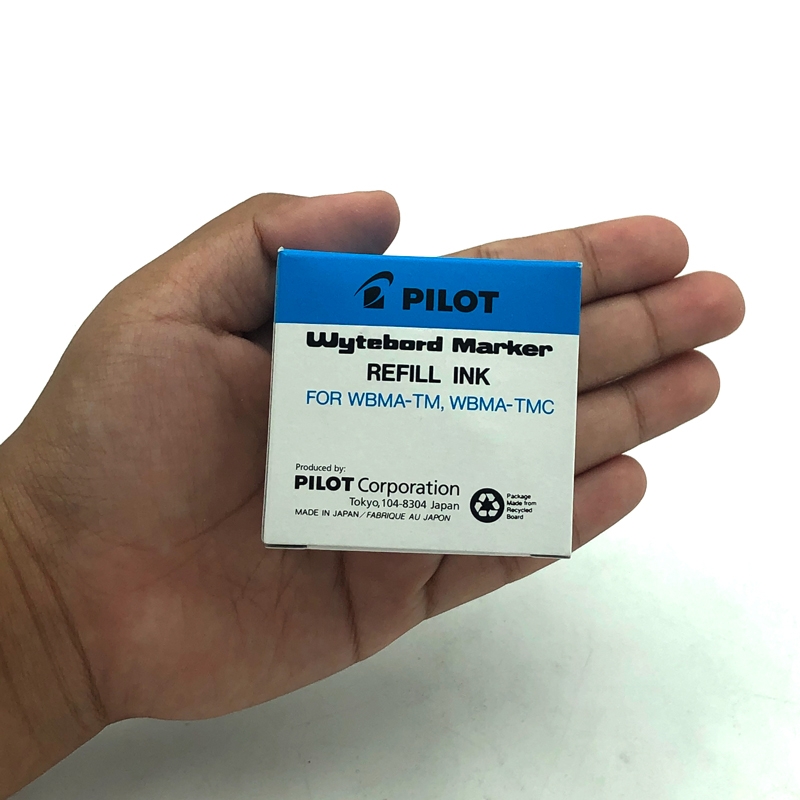 PILOT
Wytebord Marker
REFILL INK
FOR WBMA-TM, WBMA-TMC
Produced by:
PILOT Corporation
Tokyo, 104-8304 Japan
MADE IN JAPAN/FABRIQUE AU JAPON
Package
Made from
Recycled
Board